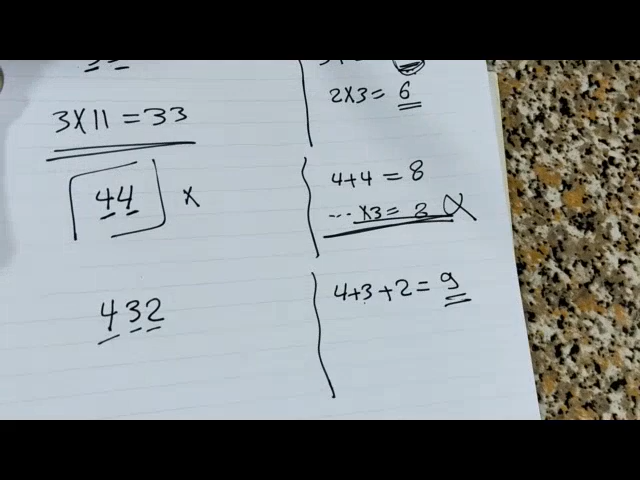 3X11=33
2X3=6
44 X
4+4=8
...X3=8 X
432
4+3+2=9